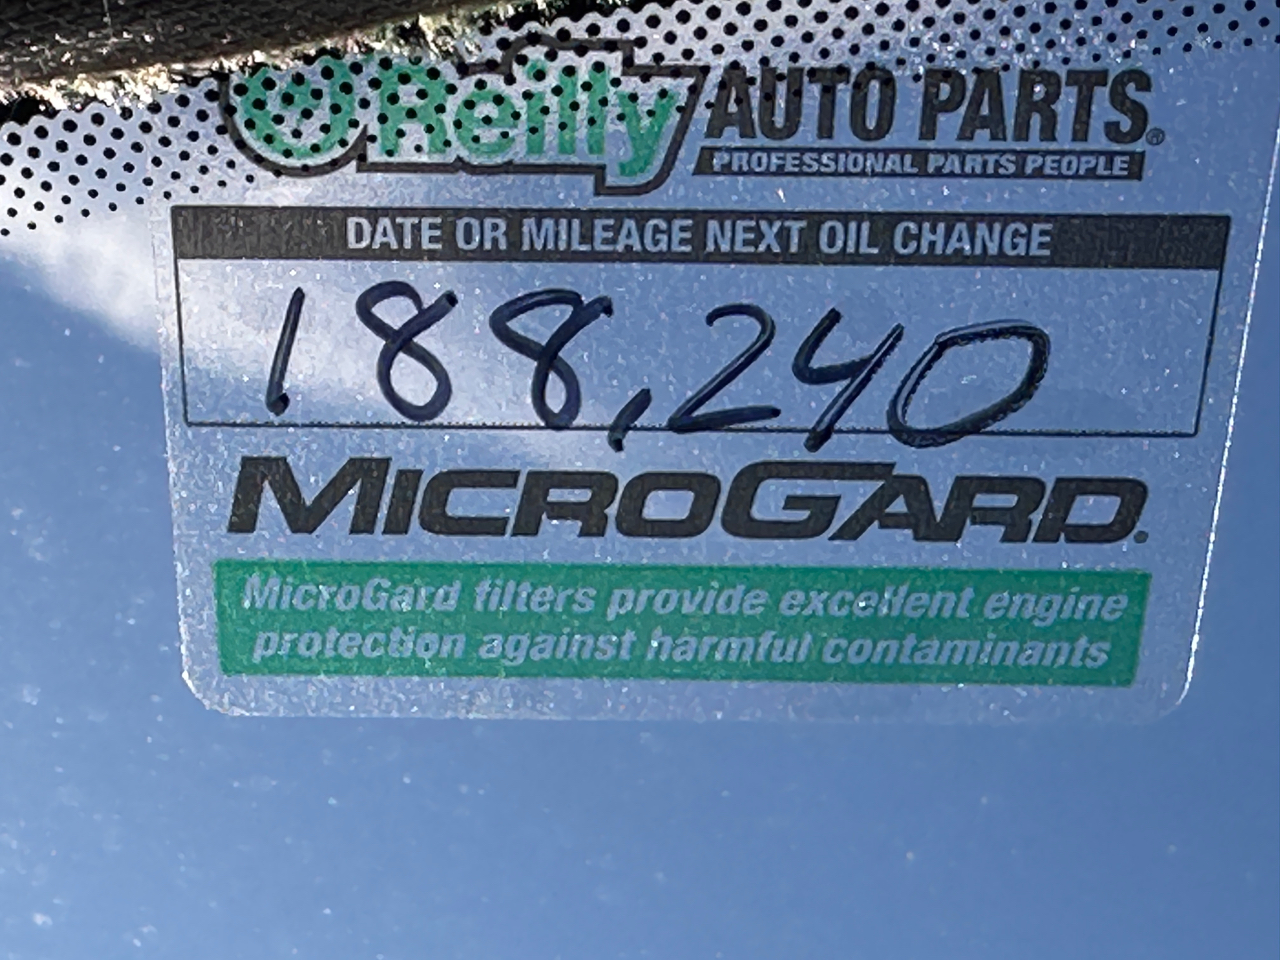 O'Reilly AUTO PARTS®
PROFESSIONAL PARTS PEOPLE
DATE OR MILEAGE NEXT OIL CHANGE
188,240
MICROGARD.
MicroGard filters provide excellent engine
protection against harmful contaminants